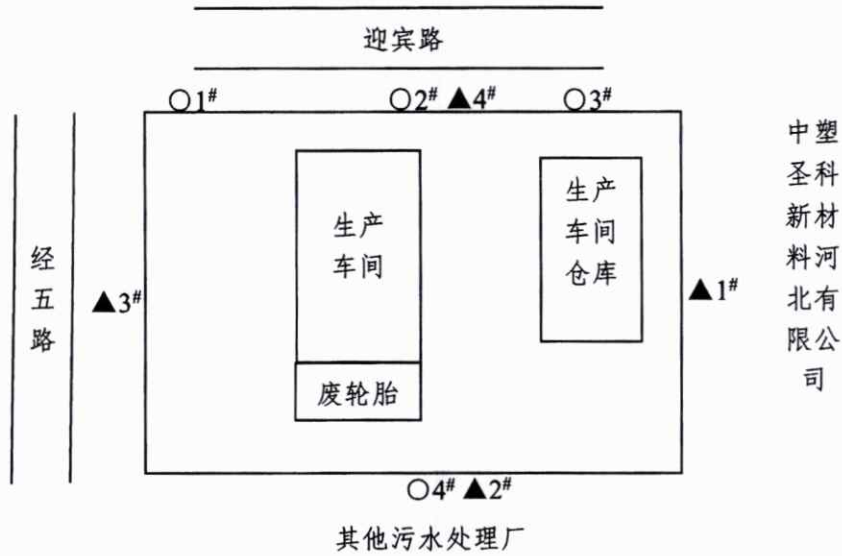 迎宾路
○1# ○2# ▲4# ○3#
生产
车间
废轮胎
生产
车间
仓库
经
五
路
▲3#
▲1#
中塑
圣科
新材
料河
北有
限公
司
○4# ▲2#
其他污水处理厂